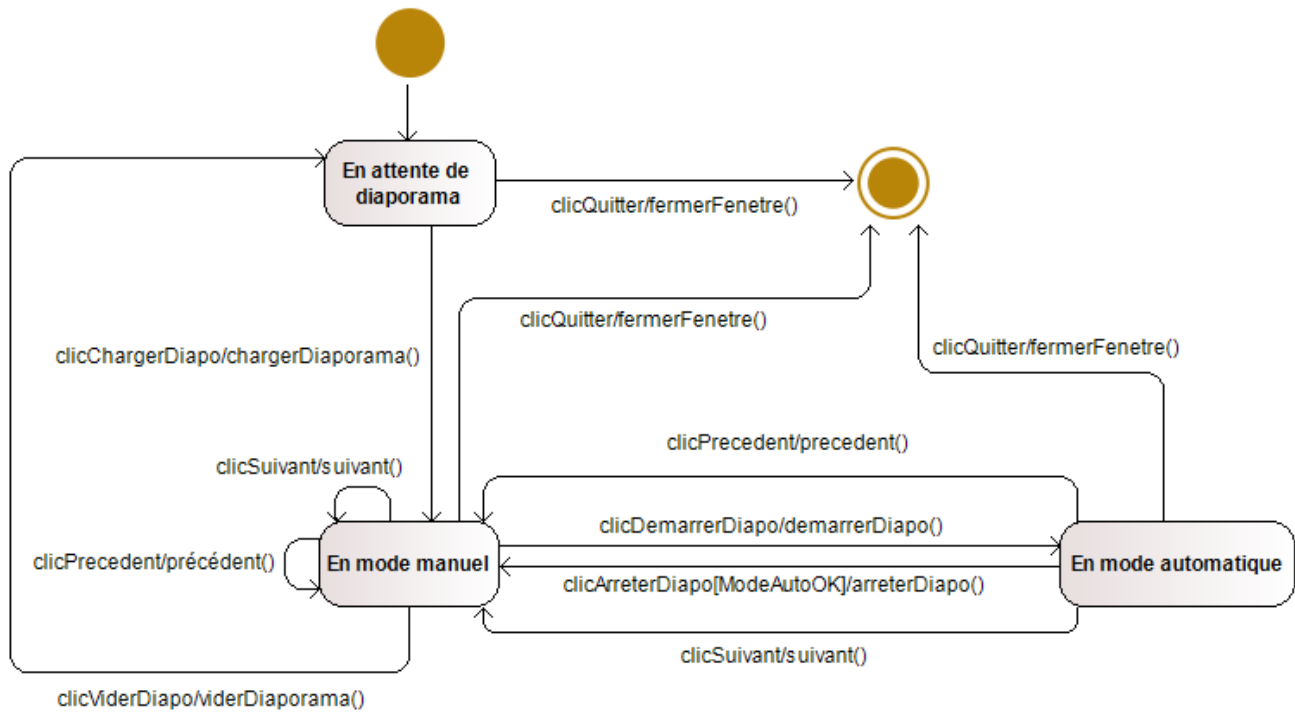 En attente de
diaporama
clicQuitter/fermerFenetre()
clicQuitter/fermerFenetre()
clicChargerDiapo/chargerDiaporama()
clicQuitter/fermerFenetre()
clicPrecedent/precedent()
clicSuivant/suivant()
clicDemarrerDiapo/demarrerDiapo()
clicPrecedent/précédent()
En mode manuel
En mode automatique
clicArreterDiapo[ModeAutoOK]/arreterDiapo()
clicSuivant/suivant()
clicViderDiapo/viderDiaporama()